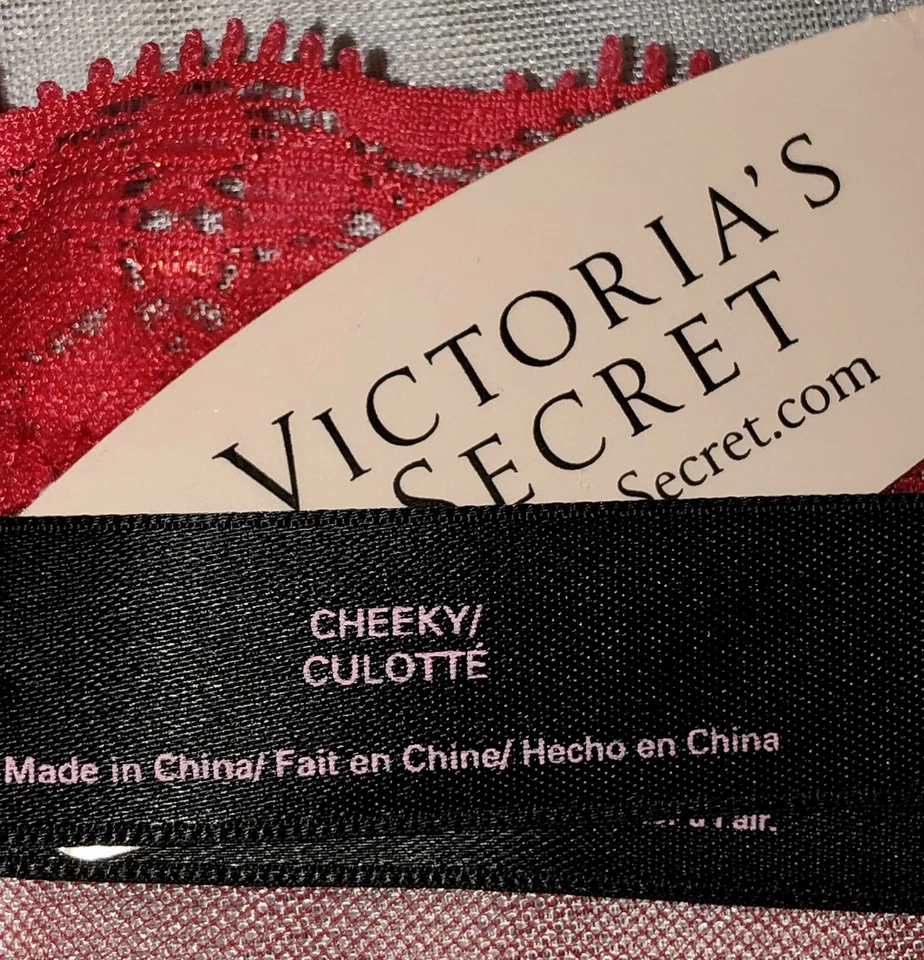 VICTORIA'S
SECRET
Secret.com
CHEEKY/
CULOTTÉ
Made in China/ Fait en Chine/ Hecho en China